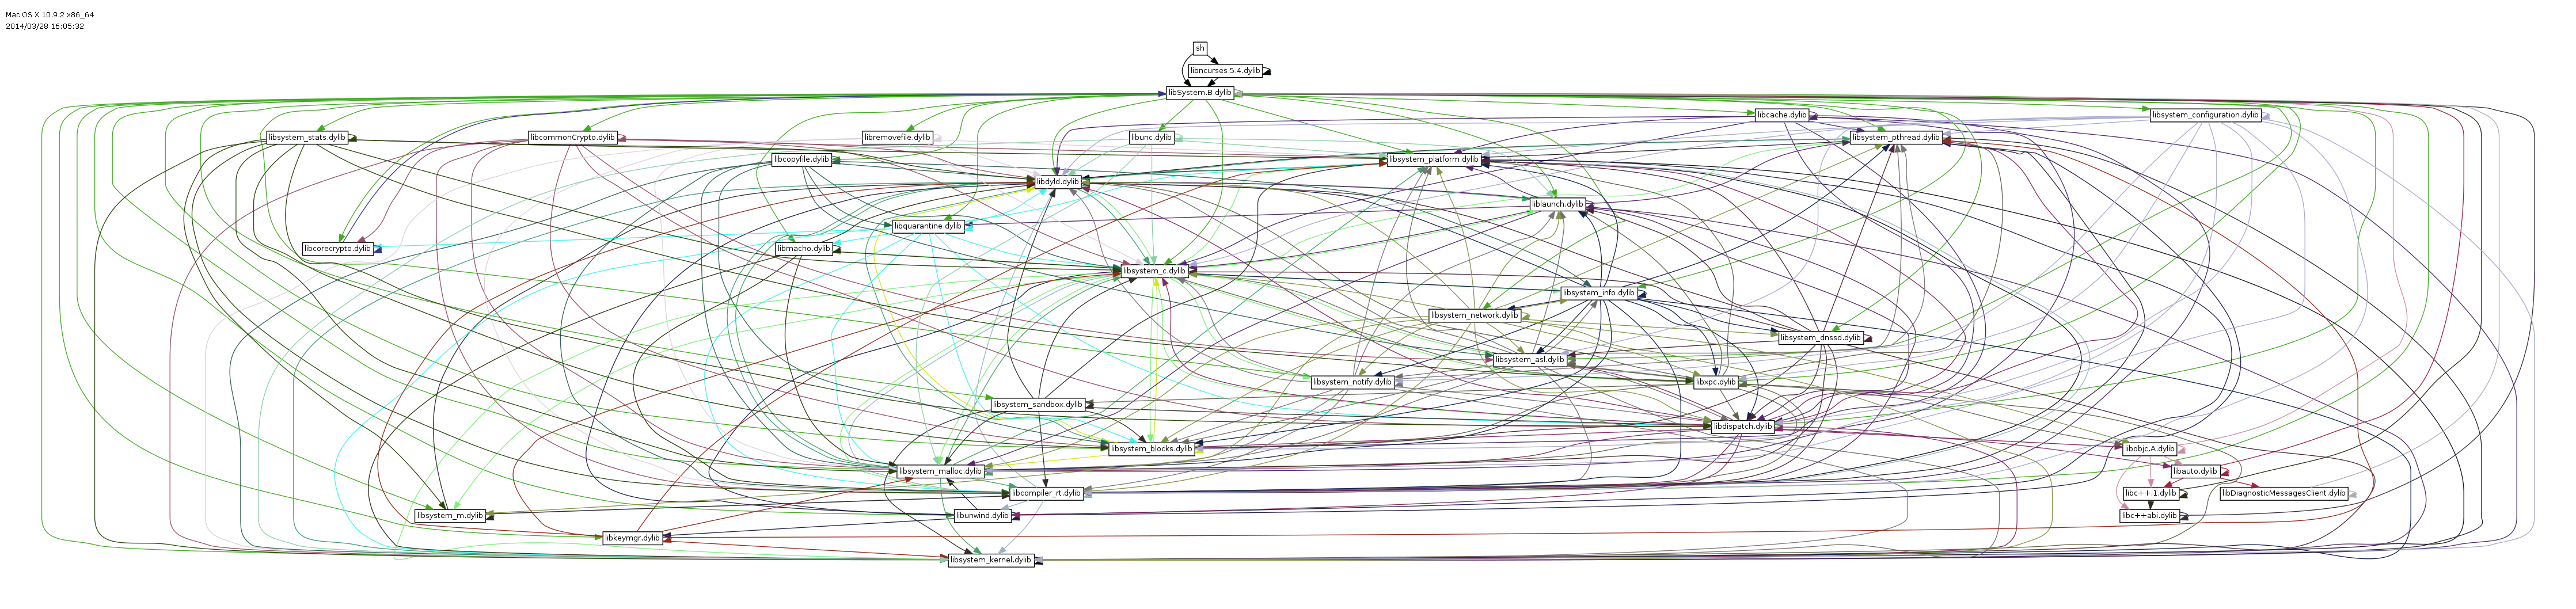 Mac OS X 10.9.2 x86_64
2014/03/28 16:05:32
sh
libncurses.5.4.dylib
libSystem.B.dylib
libcache.dylib
libsystem_configuration.dylib
libsystem_stats.dylib
libcommonCrypto.dylib
libremovefile.dylib
libunc.dylib
libsystem_pthread.dylib
libcopyfile.dylib
libsystem_platform.dylib
libdyld.dylib
liblaunch.dylib
libquarantine.dylib
libcorecrypto.dylib
libmacho.dylib
libsystem_c.dylib
libsystem_info.dylib
libsystem_network.dylib
libsystem_dnssd.dylib
libsystem_asl.dylib
libsystem_notify.dylib
libxpc.dylib
libsystem_sandbox.dylib
libdispatch.dylib
libsystem_blocks.dylib
libobjc.A.dylib
libsystem_malloc.dylib
libauto.dylib
libcompiler_rt.dylib
libc++.1.dylib
libDiagnosticMessagesClient.dylib
libsystem_m.dylib
libunwind.dylib
libc++abi.dylib
libkeymgr.dylib
libsystem_kernel.dylib